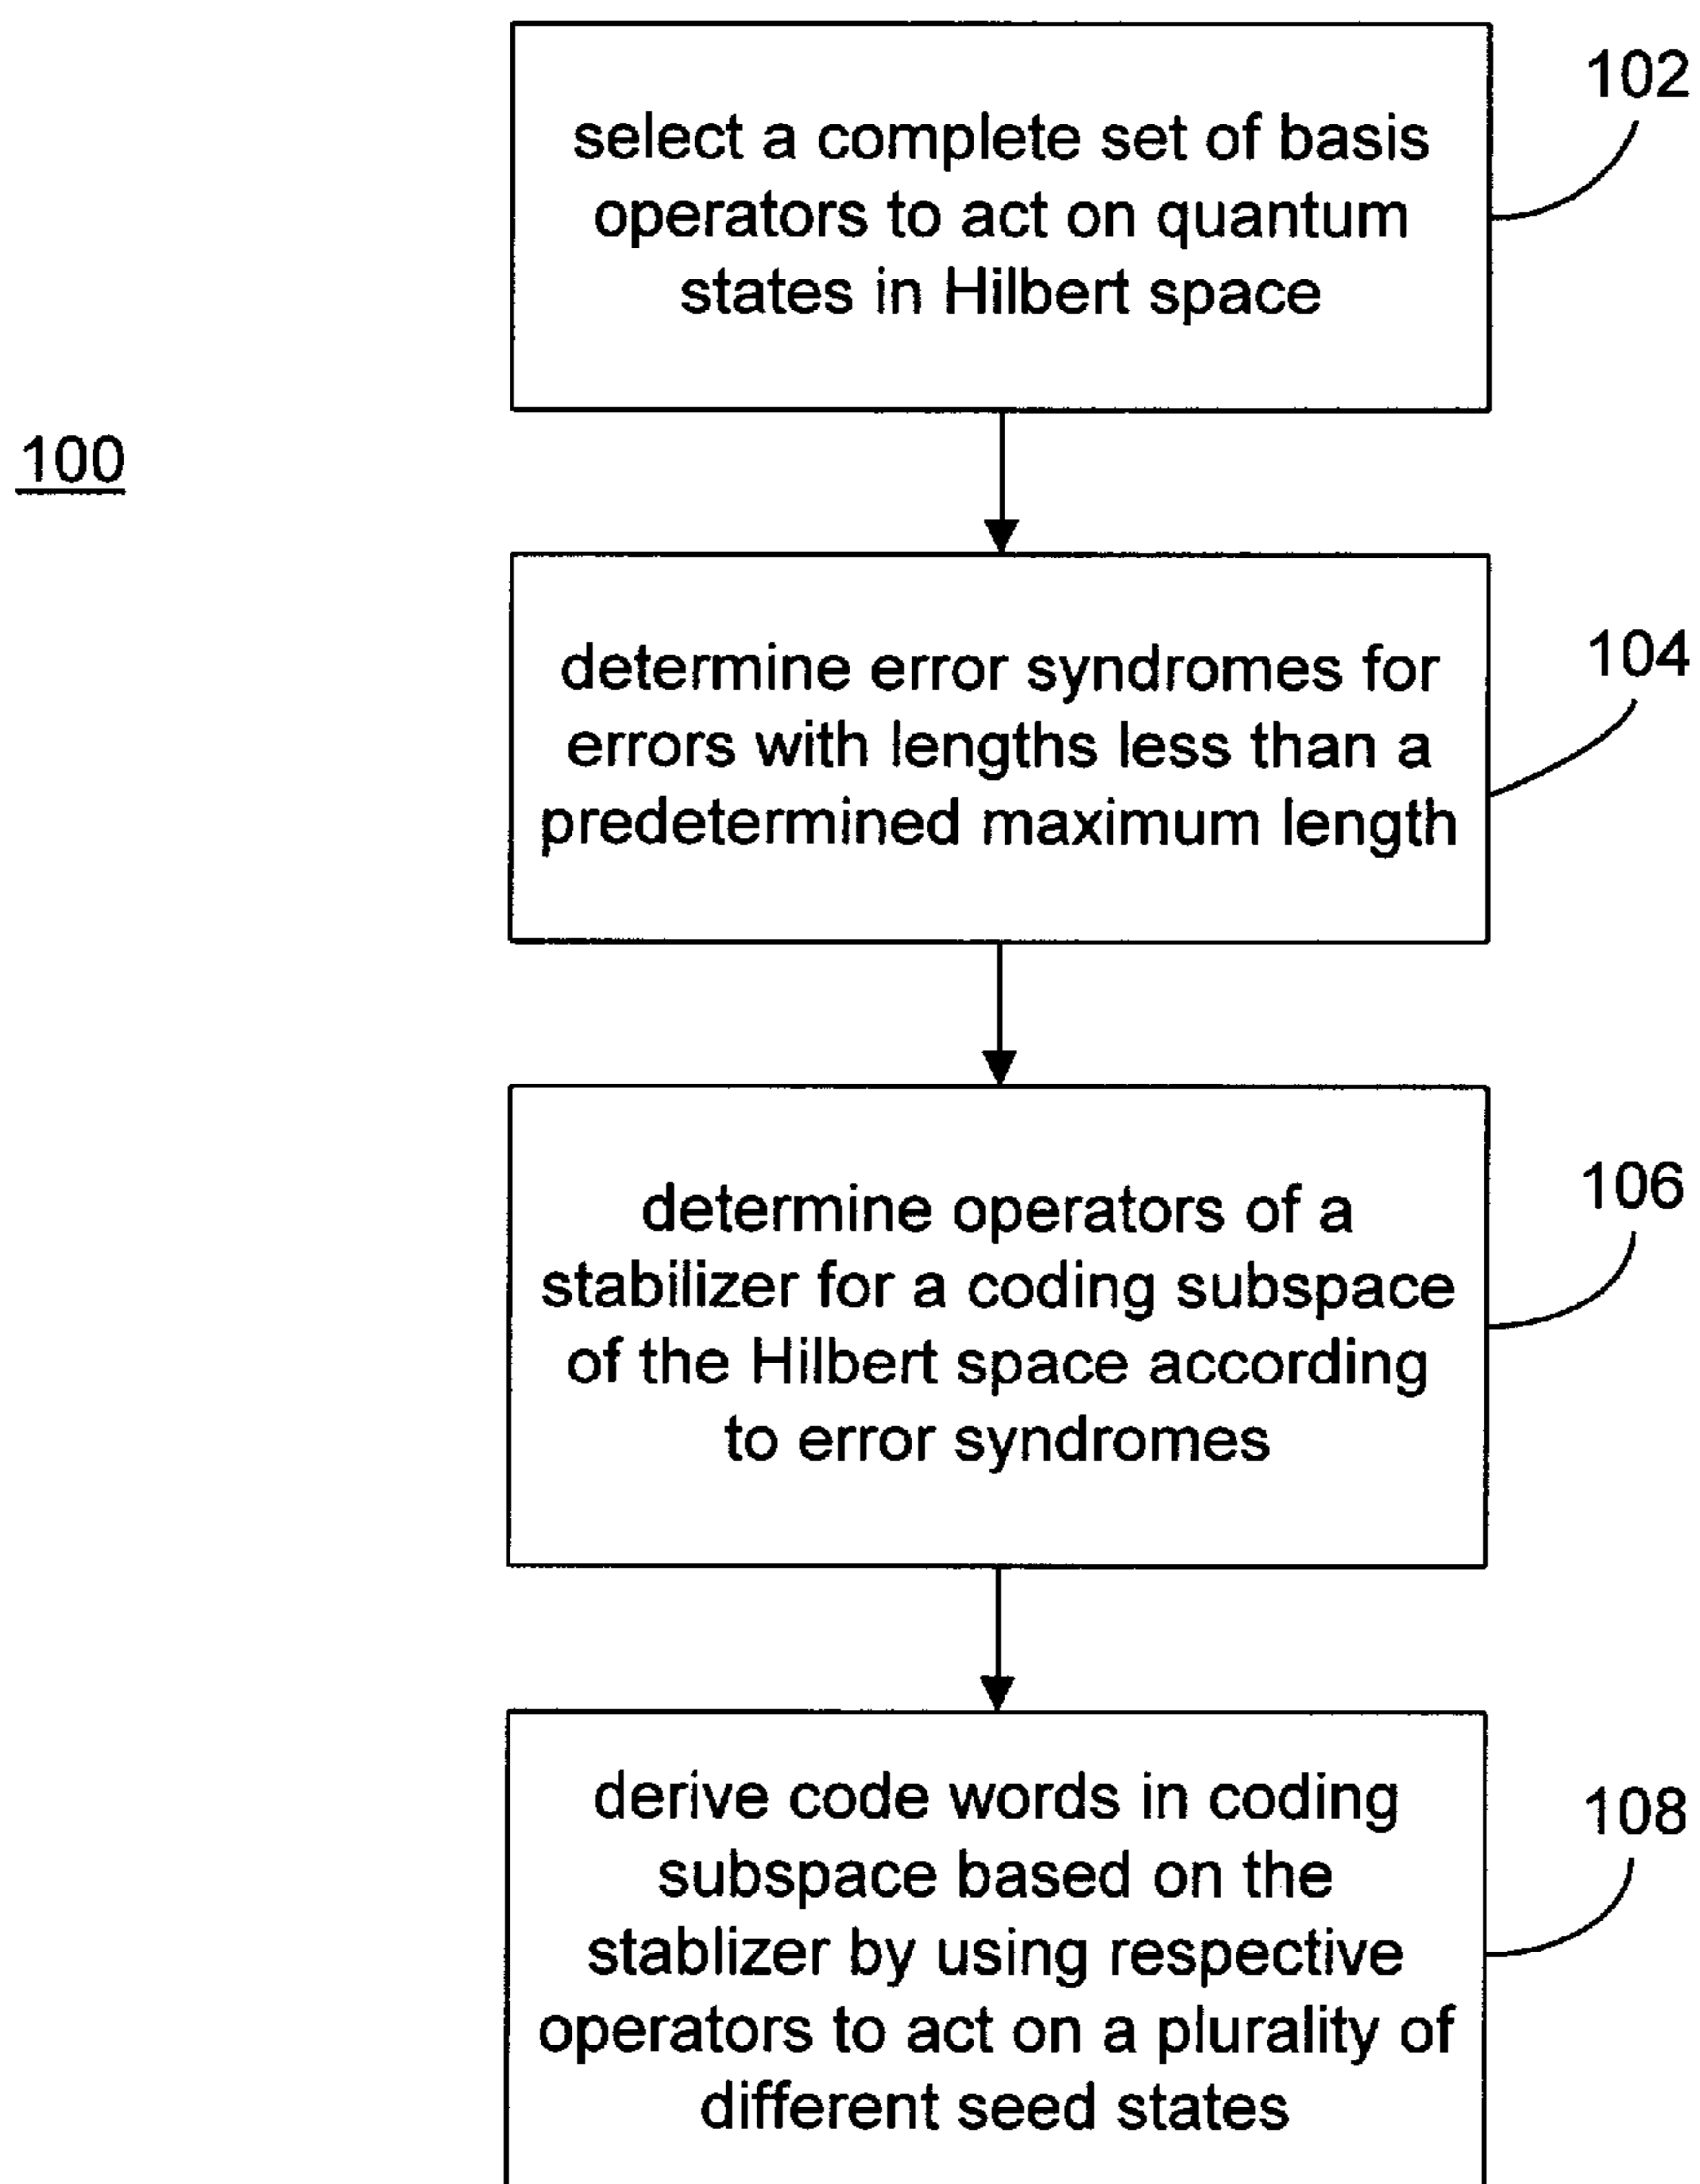 select a complete set of basis
operators to act on quantum
states in Hilbert space
102
100
determine error syndromes for
errors with lengths less than a
predetermined maximum length
104
determine operators of a
stabilizer for a coding subspace
of the Hilbert space according
to error syndromes
106
derive code words in coding
subspace based on the
stablizer by using respective
operators to act on a plurality of
different seed states
108